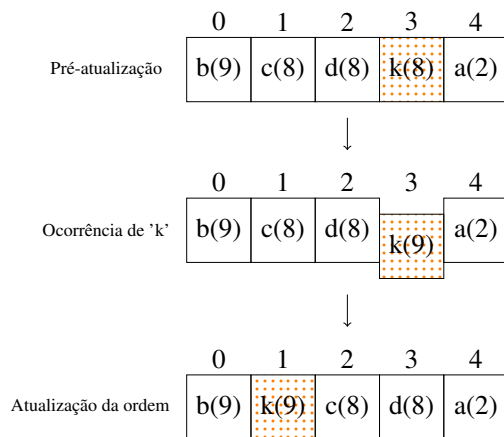 0 1 2 3 4
Pré-atualização b(9) c(8) d(8) k(8) a(2)
0 1 2 3 4
Ocorrência de ’k’ b(9) c(8) d(8) k(9) a(2)
0 1 2 3 4
Atualização da ordem b(9) k(9) c(8) d(8) a(2)